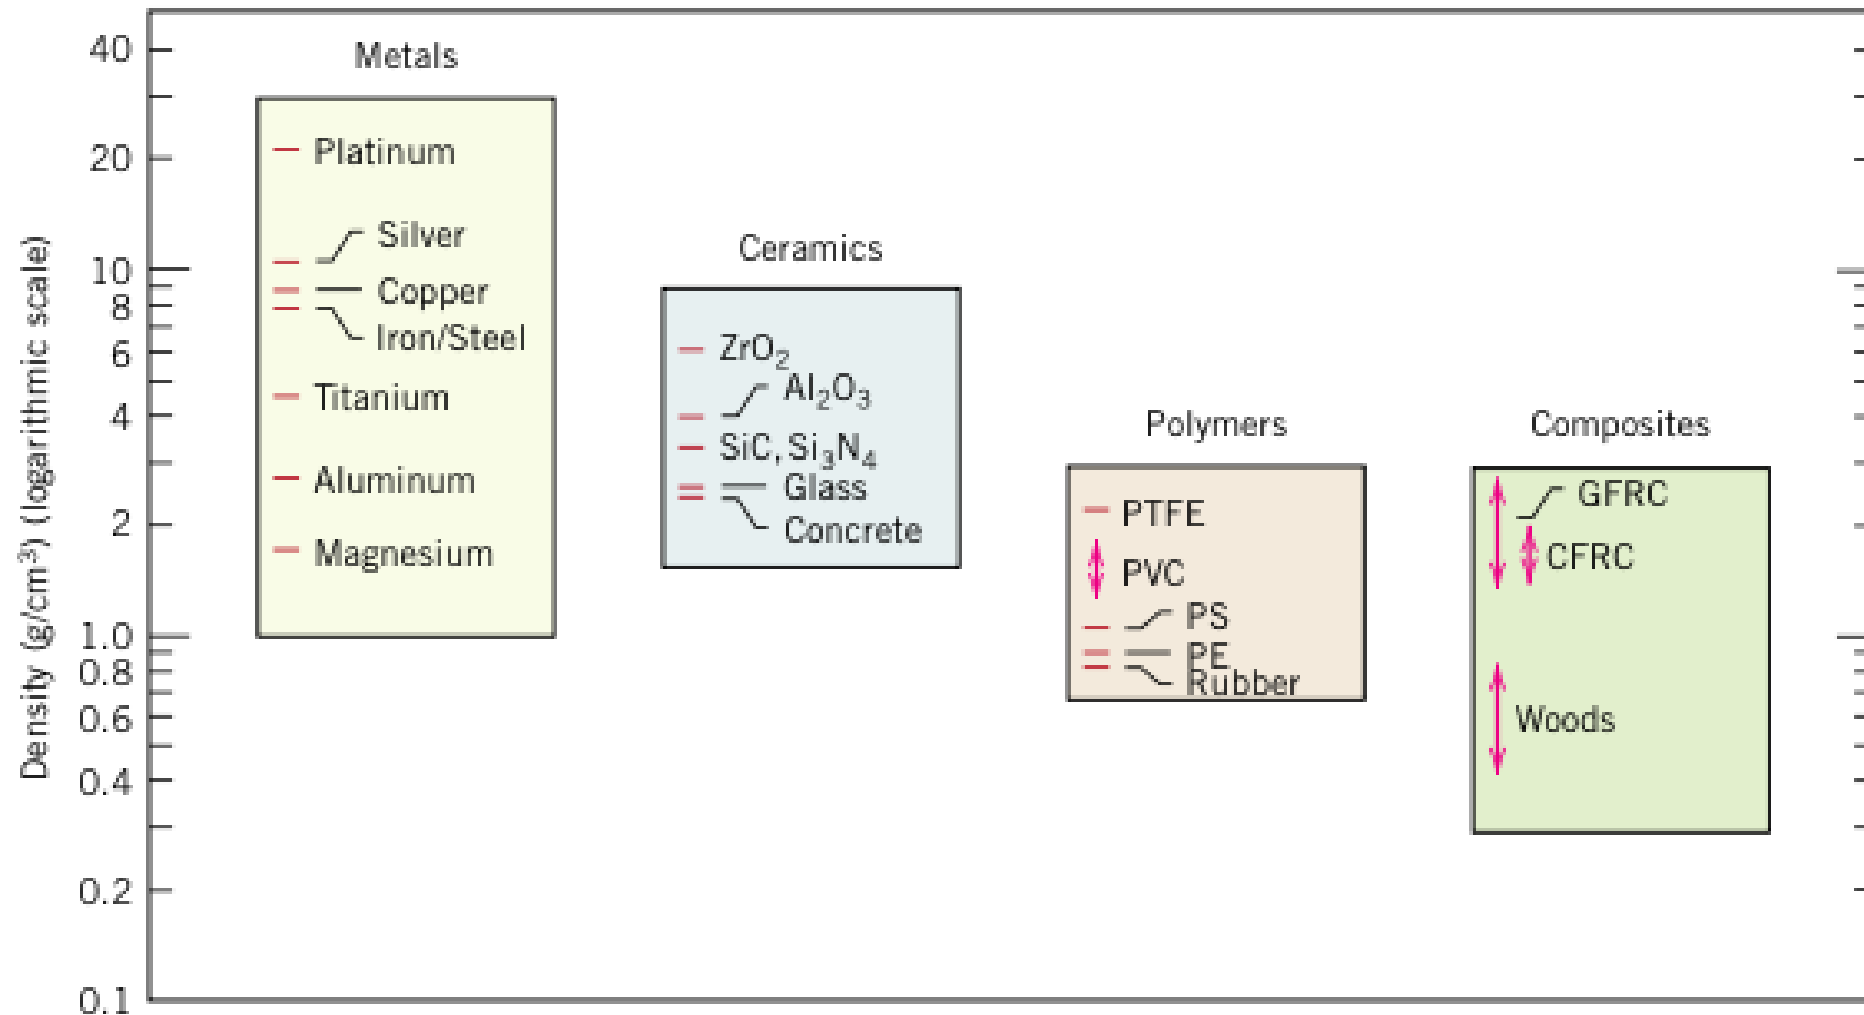 Density (g/cm³) (logarithmic scale)
40
20
10
8
6
4
2
1.0
0.8
0.6
0.4
0.2
0.1
Metals
Platinum
Silver
Copper
Iron/Steel
Titanium
Aluminum
Magnesium
Ceramics
ZrO₂
Al₂O₃
SiC, Si₃N₄
Glass
Concrete
Polymers
PTFE
PVC
PS
PE
Rubber
Composites
GFRC
CFRC
Woods